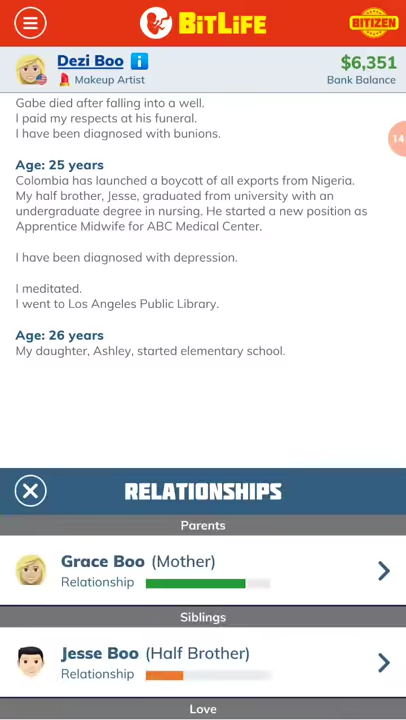 BitLife
BITIZEN
Dezi Boo
$6,351
Makeup Artist
Bank Balance
Gabe died after falling into a well.
I paid my respects at his funeral.
I have been diagnosed with bunions.
14
Age: 25 years
Colombia has launched a boycott of all exports from Nigeria.
My half brother, Jesse, graduated from university with an
undergraduate degree in nursing. He started a new position as
Apprentice Midwife for ABC Medical Center.
I have been diagnosed with depression.
I meditated.
I went to Los Angeles Public Library.
Age: 26 years
My daughter, Ashley, started elementary school.
RELATIONSHIPS
Parents
Grace Boo (Mother)
Relationship
Siblings
Jesse Boo (Half Brother)
Relationship
Love